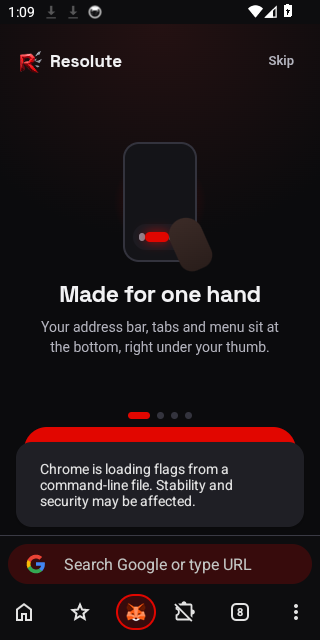 1:09
Resolute
Skip
Made for one hand
Your address bar, tabs and menu sit at
the bottom, right under your thumb.
Chrome is loading flags from a
command-line file. Stability and
security may be affected.
Search Google or type URL
8